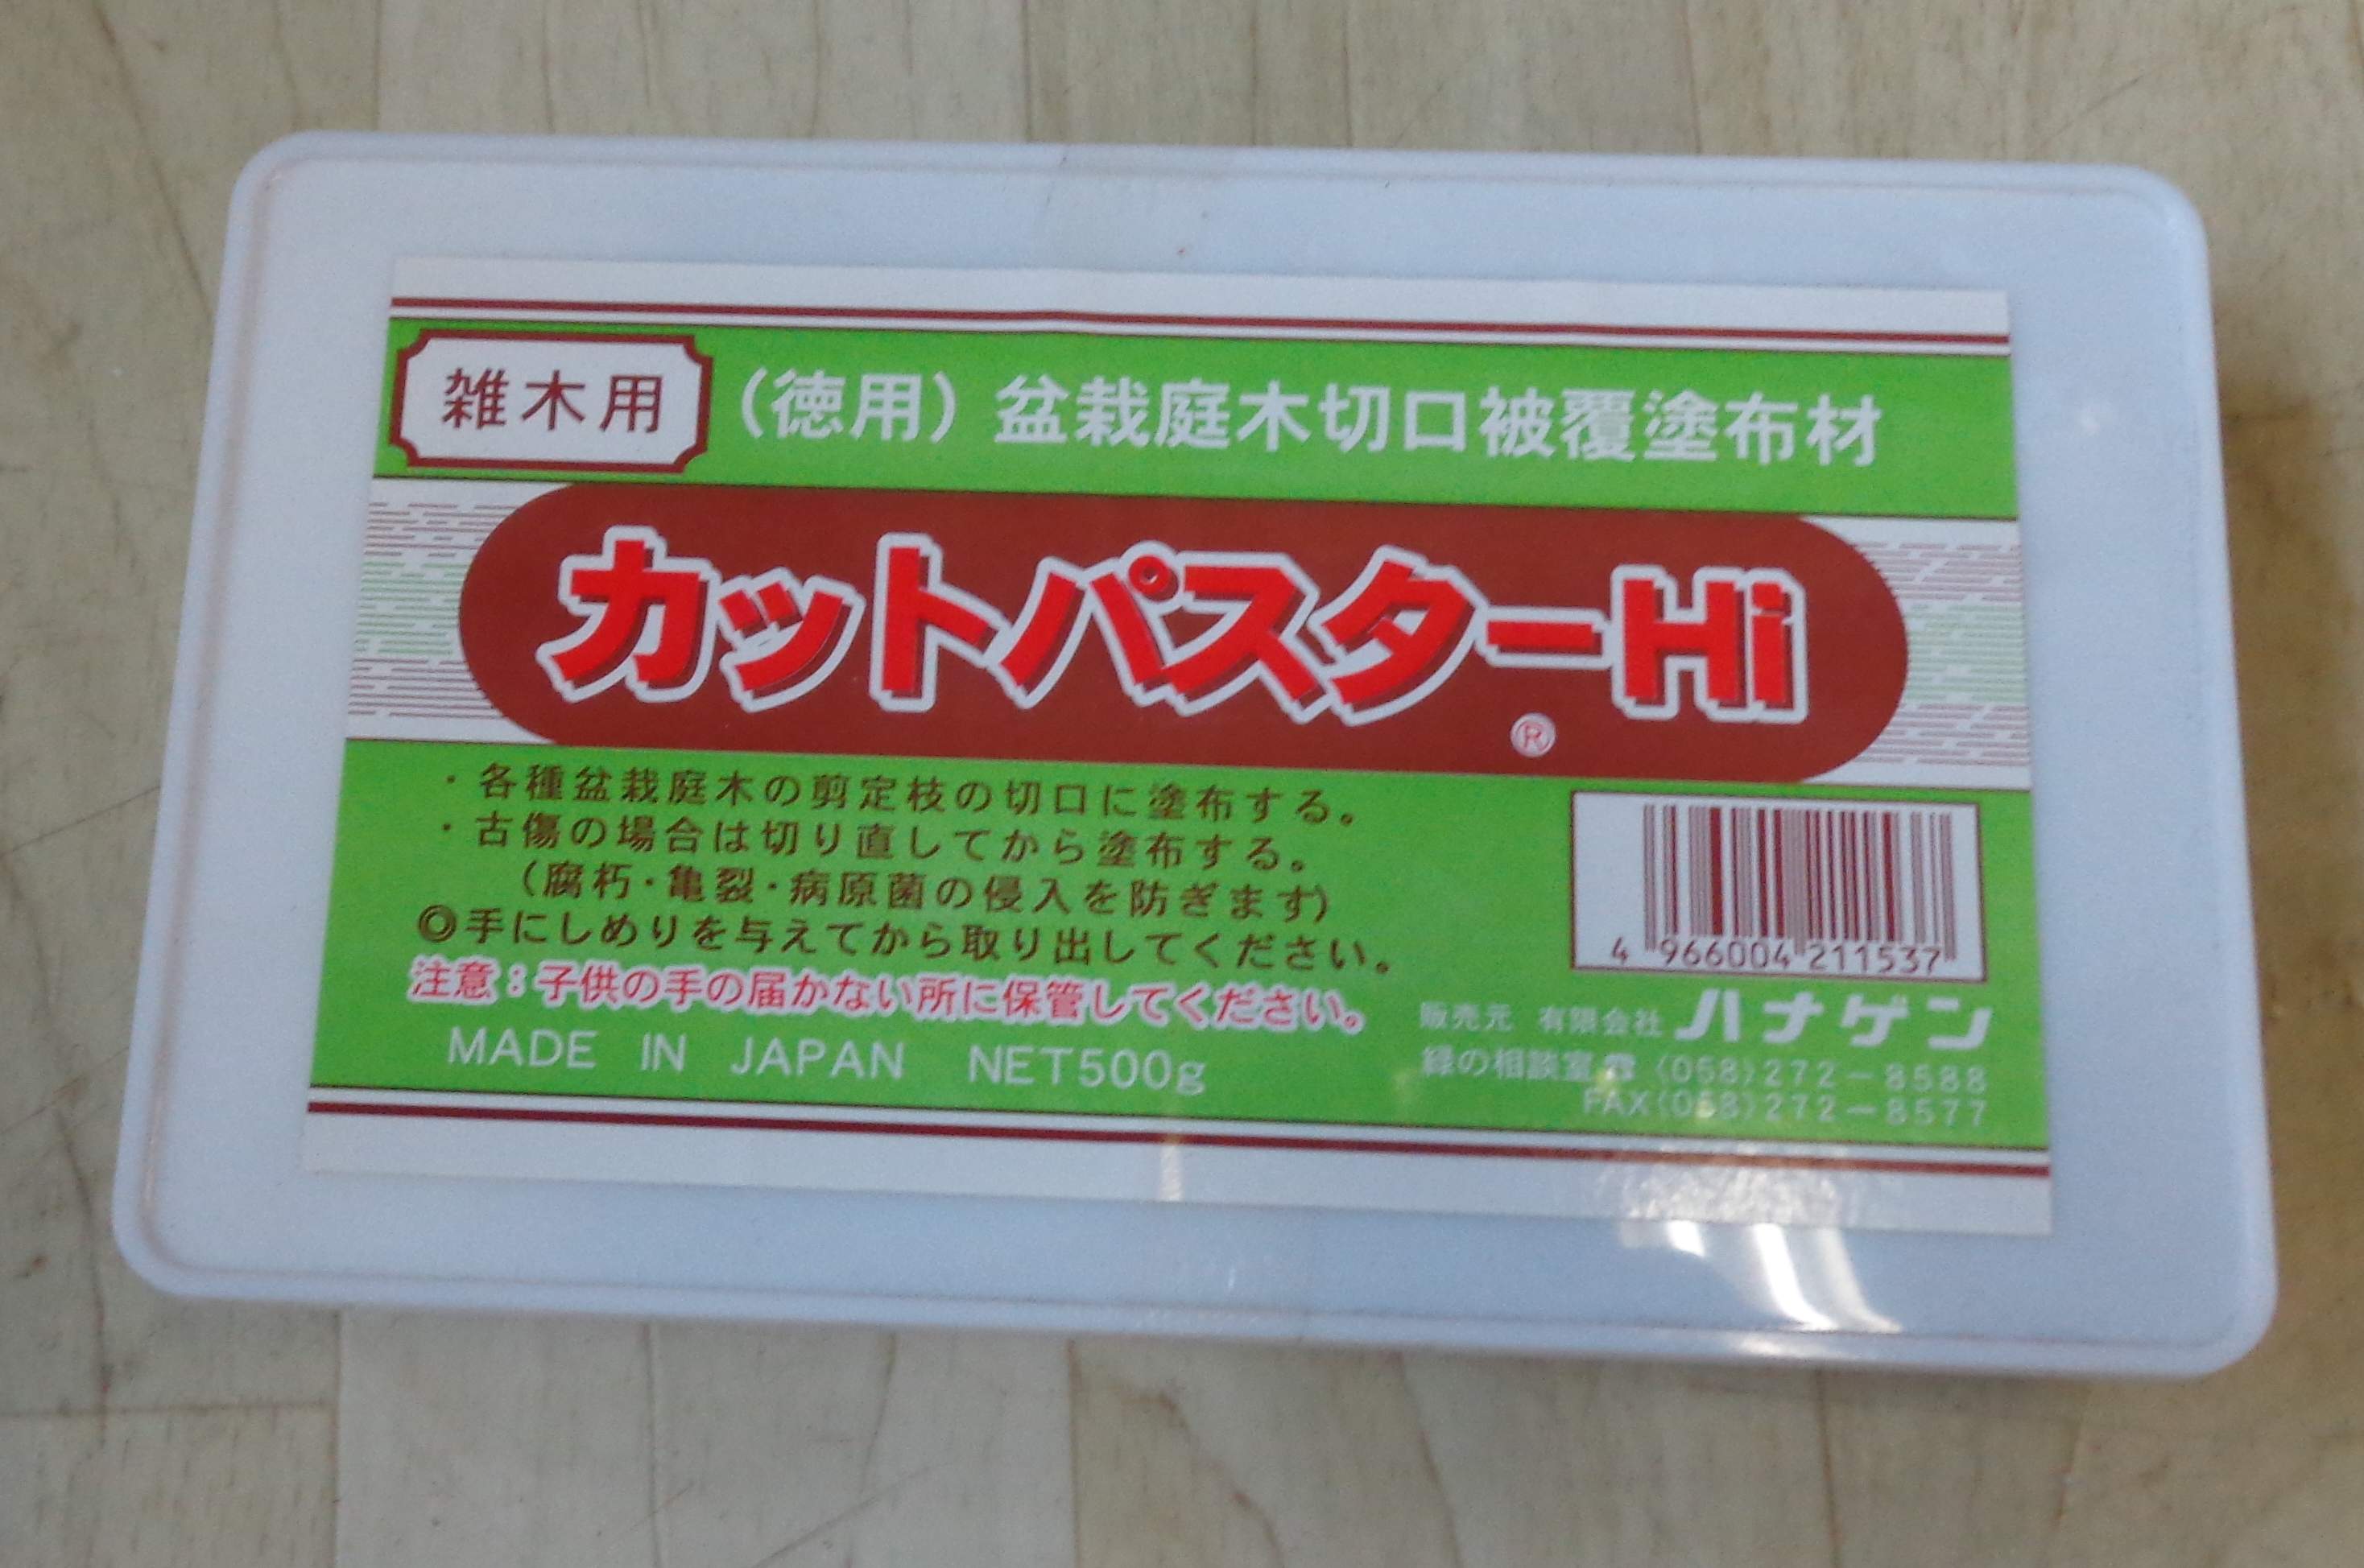 雑木用 (徳用) 盆栽庭木切口被覆塗布材
カットパスターHi
®
・各種盆栽庭木の剪定枝の切口に塗布する。
・古傷の場合は切り直してから塗布する。
(腐朽・亀裂・病原菌の侵入を防ぎます)
◎手にしめりを与えてから取り出してください。
注意：子供の手の届かない所に保管してください。
MADE IN JAPAN NET500g
4 966004 211537
販売元 有限会社 ハナゲン
緑の相談室 ☎ (058)272-8588
FAX(058)272-8577